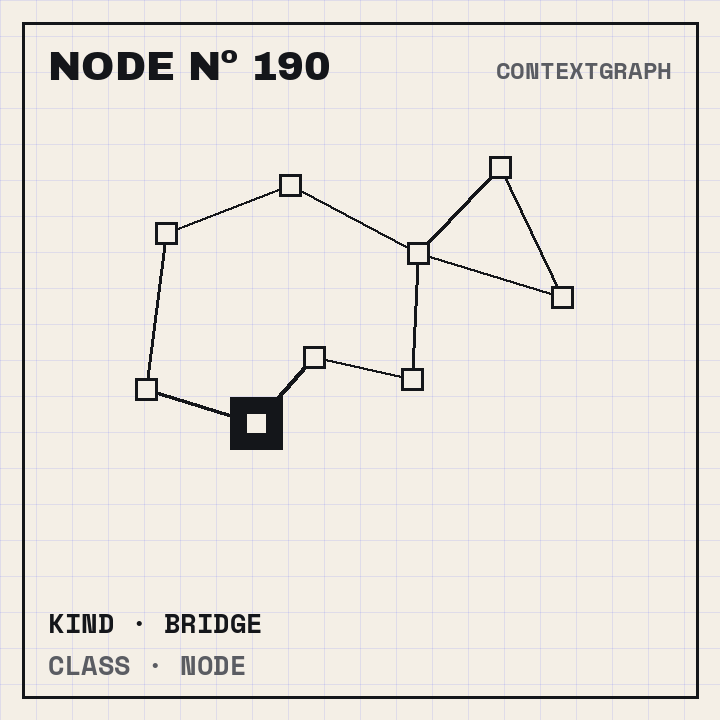 NODE Nº 190
CONTEXTGRAPH
KIND · BRIDGE
CLASS · NODE